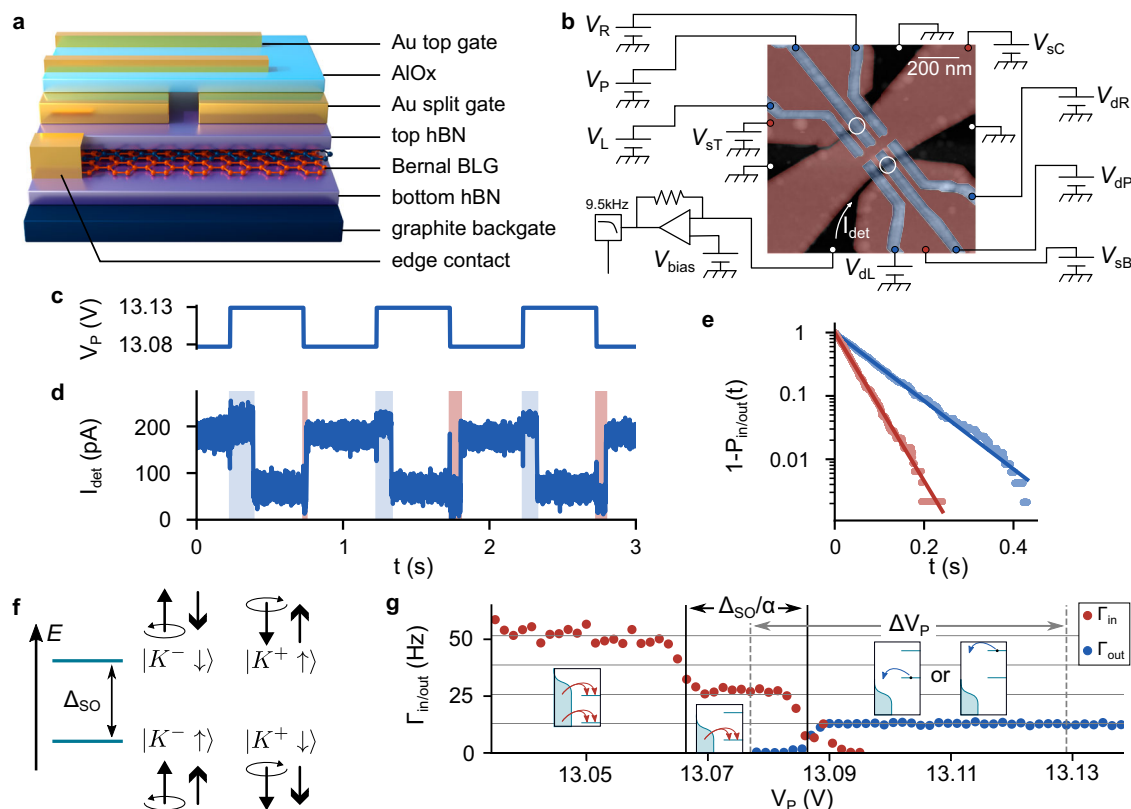 a
Au top gate
AlOx
Au split gate
top hBN
Bernal BLG
bottom hBN
graphite backgate
edge contact
b
V_R
V_P
V_L
V_sT
9.5kHz
V_bias
I_det
V_dL
200 nm
V_sC
V_dR
V_dP
V_sB
c
V_P (V)
13.13
13.08
d
I_det (pA)
200
100
0
0 1 2 3
t (s)
e
1-P_in/out(t)
1
0.1
0.01
0 0.2 0.4
t (s)
f
E
Δ_SO
|K⁻ ↓⟩ |K⁺ ↑⟩
|K⁻ ↑⟩ |K⁺ ↓⟩
g
Γ_in/out (Hz)
50
25
0
Δ_SO/α
ΔV_P
or
Γ_in
Γ_out
13.05 13.07 13.09 13.11 13.13
V_P (V)